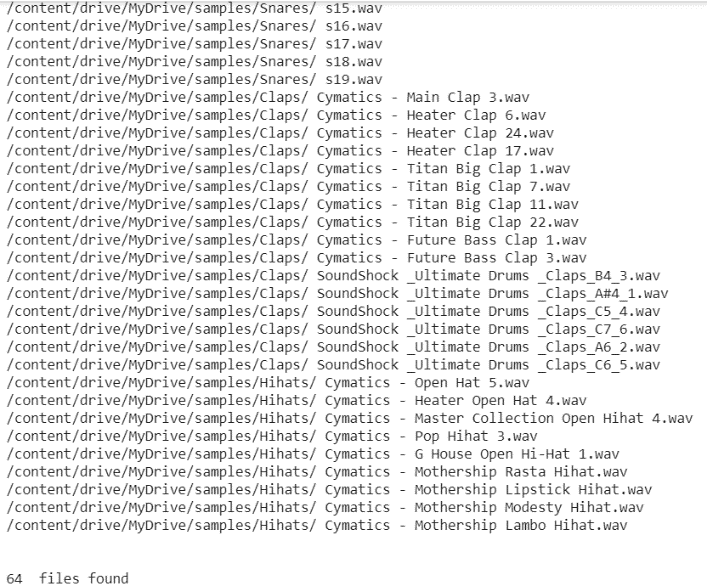 /content/drive/MyDrive/samples/Snares/ s15.wav
/content/drive/MyDrive/samples/Snares/ s16.wav
/content/drive/MyDrive/samples/Snares/ s17.wav
/content/drive/MyDrive/samples/Snares/ s18.wav
/content/drive/MyDrive/samples/Snares/ s19.wav
/content/drive/MyDrive/samples/Claps/ Cymatics - Main Clap 3.wav
/content/drive/MyDrive/samples/Claps/ Cymatics - Heater Clap 6.wav
/content/drive/MyDrive/samples/Claps/ Cymatics - Heater Clap 24.wav
/content/drive/MyDrive/samples/Claps/ Cymatics - Heater Clap 17.wav
/content/drive/MyDrive/samples/Claps/ Cymatics - Titan Big Clap 1.wav
/content/drive/MyDrive/samples/Claps/ Cymatics - Titan Big Clap 7.wav
/content/drive/MyDrive/samples/Claps/ Cymatics - Titan Big Clap 11.wav
/content/drive/MyDrive/samples/Claps/ Cymatics - Titan Big Clap 22.wav
/content/drive/MyDrive/samples/Claps/ Cymatics - Future Bass Clap 1.wav
/content/drive/MyDrive/samples/Claps/ Cymatics - Future Bass Clap 3.wav
/content/drive/MyDrive/samples/Claps/ SoundShock _Ultimate Drums _Claps_B4_3.wav
/content/drive/MyDrive/samples/Claps/ SoundShock _Ultimate Drums _Claps_A#4_1.wav
/content/drive/MyDrive/samples/Claps/ SoundShock _Ultimate Drums _Claps_C5_4.wav
/content/drive/MyDrive/samples/Claps/ SoundShock _Ultimate Drums _Claps_C7_6.wav
/content/drive/MyDrive/samples/Claps/ SoundShock _Ultimate Drums _Claps_A6_2.wav
/content/drive/MyDrive/samples/Claps/ SoundShock _Ultimate Drums _Claps_C6_5.wav
/content/drive/MyDrive/samples/Hihats/ Cymatics - Open Hat 5.wav
/content/drive/MyDrive/samples/Hihats/ Cymatics - Heater Open Hat 4.wav
/content/drive/MyDrive/samples/Hihats/ Cymatics - Master Collection Open Hihat 4.wav
/content/drive/MyDrive/samples/Hihats/ Cymatics - Pop Hihat 3.wav
/content/drive/MyDrive/samples/Hihats/ Cymatics - G House Open Hi-Hat 1.wav
/content/drive/MyDrive/samples/Hihats/ Cymatics - Mothership Rasta Hihat.wav
/content/drive/MyDrive/samples/Hihats/ Cymatics - Mothership Lipstick Hihat.wav
/content/drive/MyDrive/samples/Hihats/ Cymatics - Mothership Modesty Hihat.wav
/content/drive/MyDrive/samples/Hihats/ Cymatics - Mothership Lambo Hihat.wav
64  files found